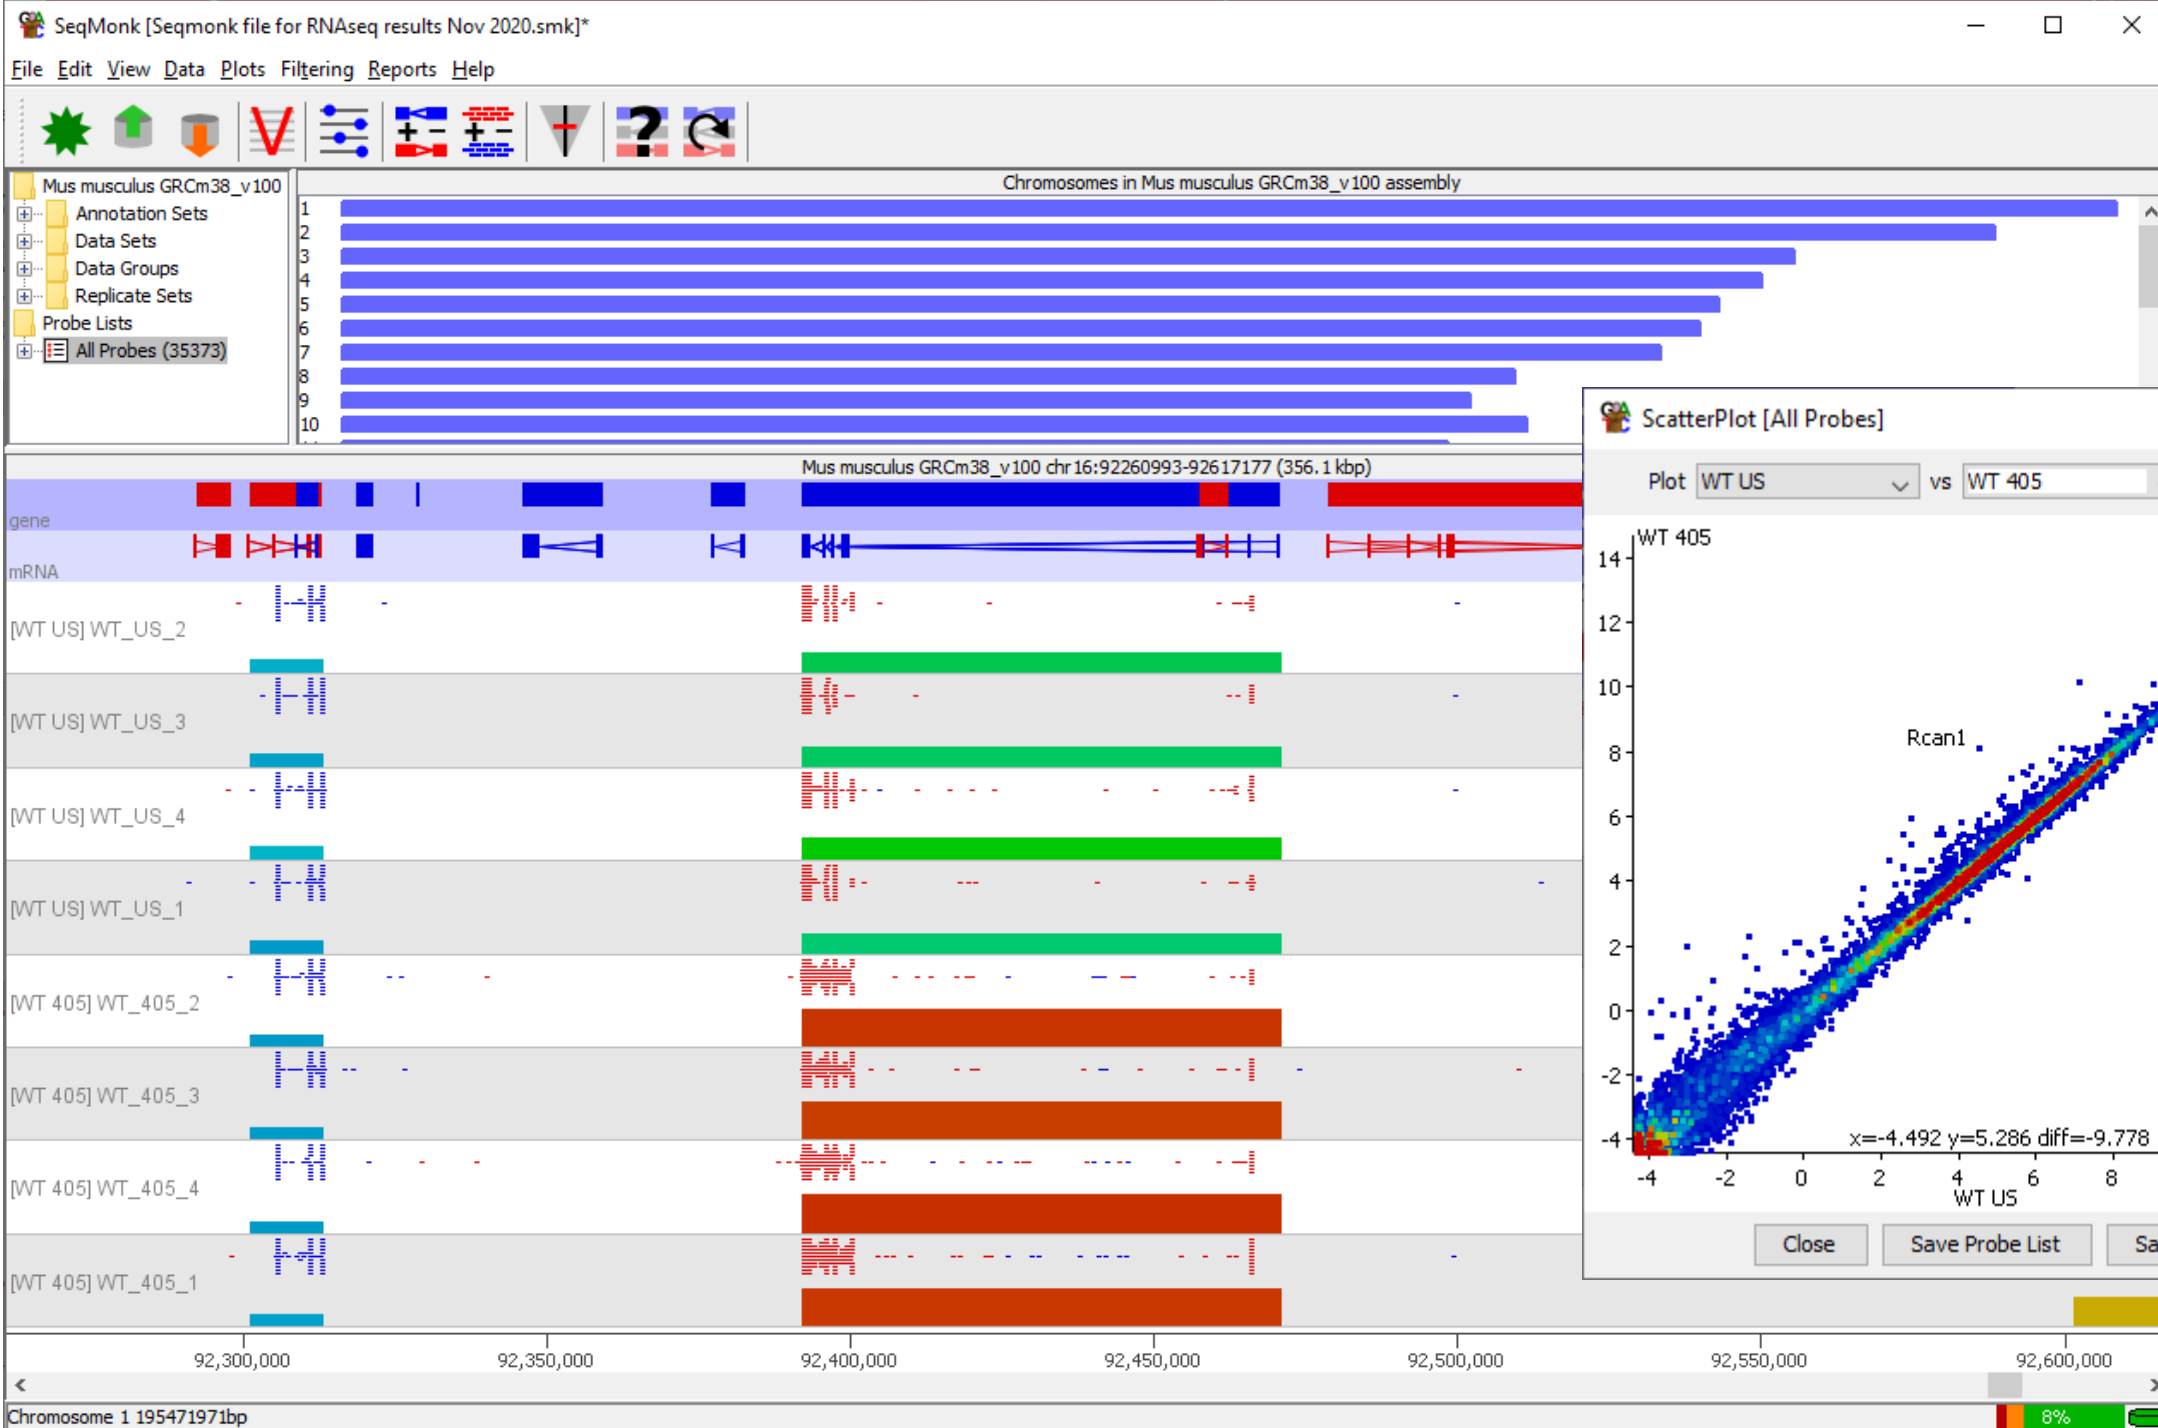 SeqMonk [Seqmonk file for RNAseq results Nov 2020.smk]*
File Edit View Data Plots Filtering Reports Help
Mus musculus GRCm38_v100
Annotation Sets
Data Sets
Data Groups
Replicate Sets
Probe Lists
All Probes (35373)
Chromosomes in Mus musculus GRCm38_v100 assembly
1
2
3
4
5
6
7
8
9
10
Mus musculus GRCm38_v100 chr16:92260993-92617177 (356.1 kbp)
gene
mRNA
[WT US] WT_US_2
[WT US] WT_US_3
[WT US] WT_US_4
[WT US] WT_US_1
[WT 405] WT_405_2
[WT 405] WT_405_3
[WT 405] WT_405_4
[WT 405] WT_405_1
92,300,000 92,350,000 92,400,000 92,450,000 92,500,000 92,550,000 92,600,000
ScatterPlot [All Probes]
Plot WT US vs WT 405
WT 405
14
12
10
8
6
4
2
0
-2
-4
Rcan1
x=-4.492 y=5.286 diff=-9.778
-4 -2 0 2 4 6 8
WT US
Close Save Probe List Sa
Chromosome 1 195471971bp
8%